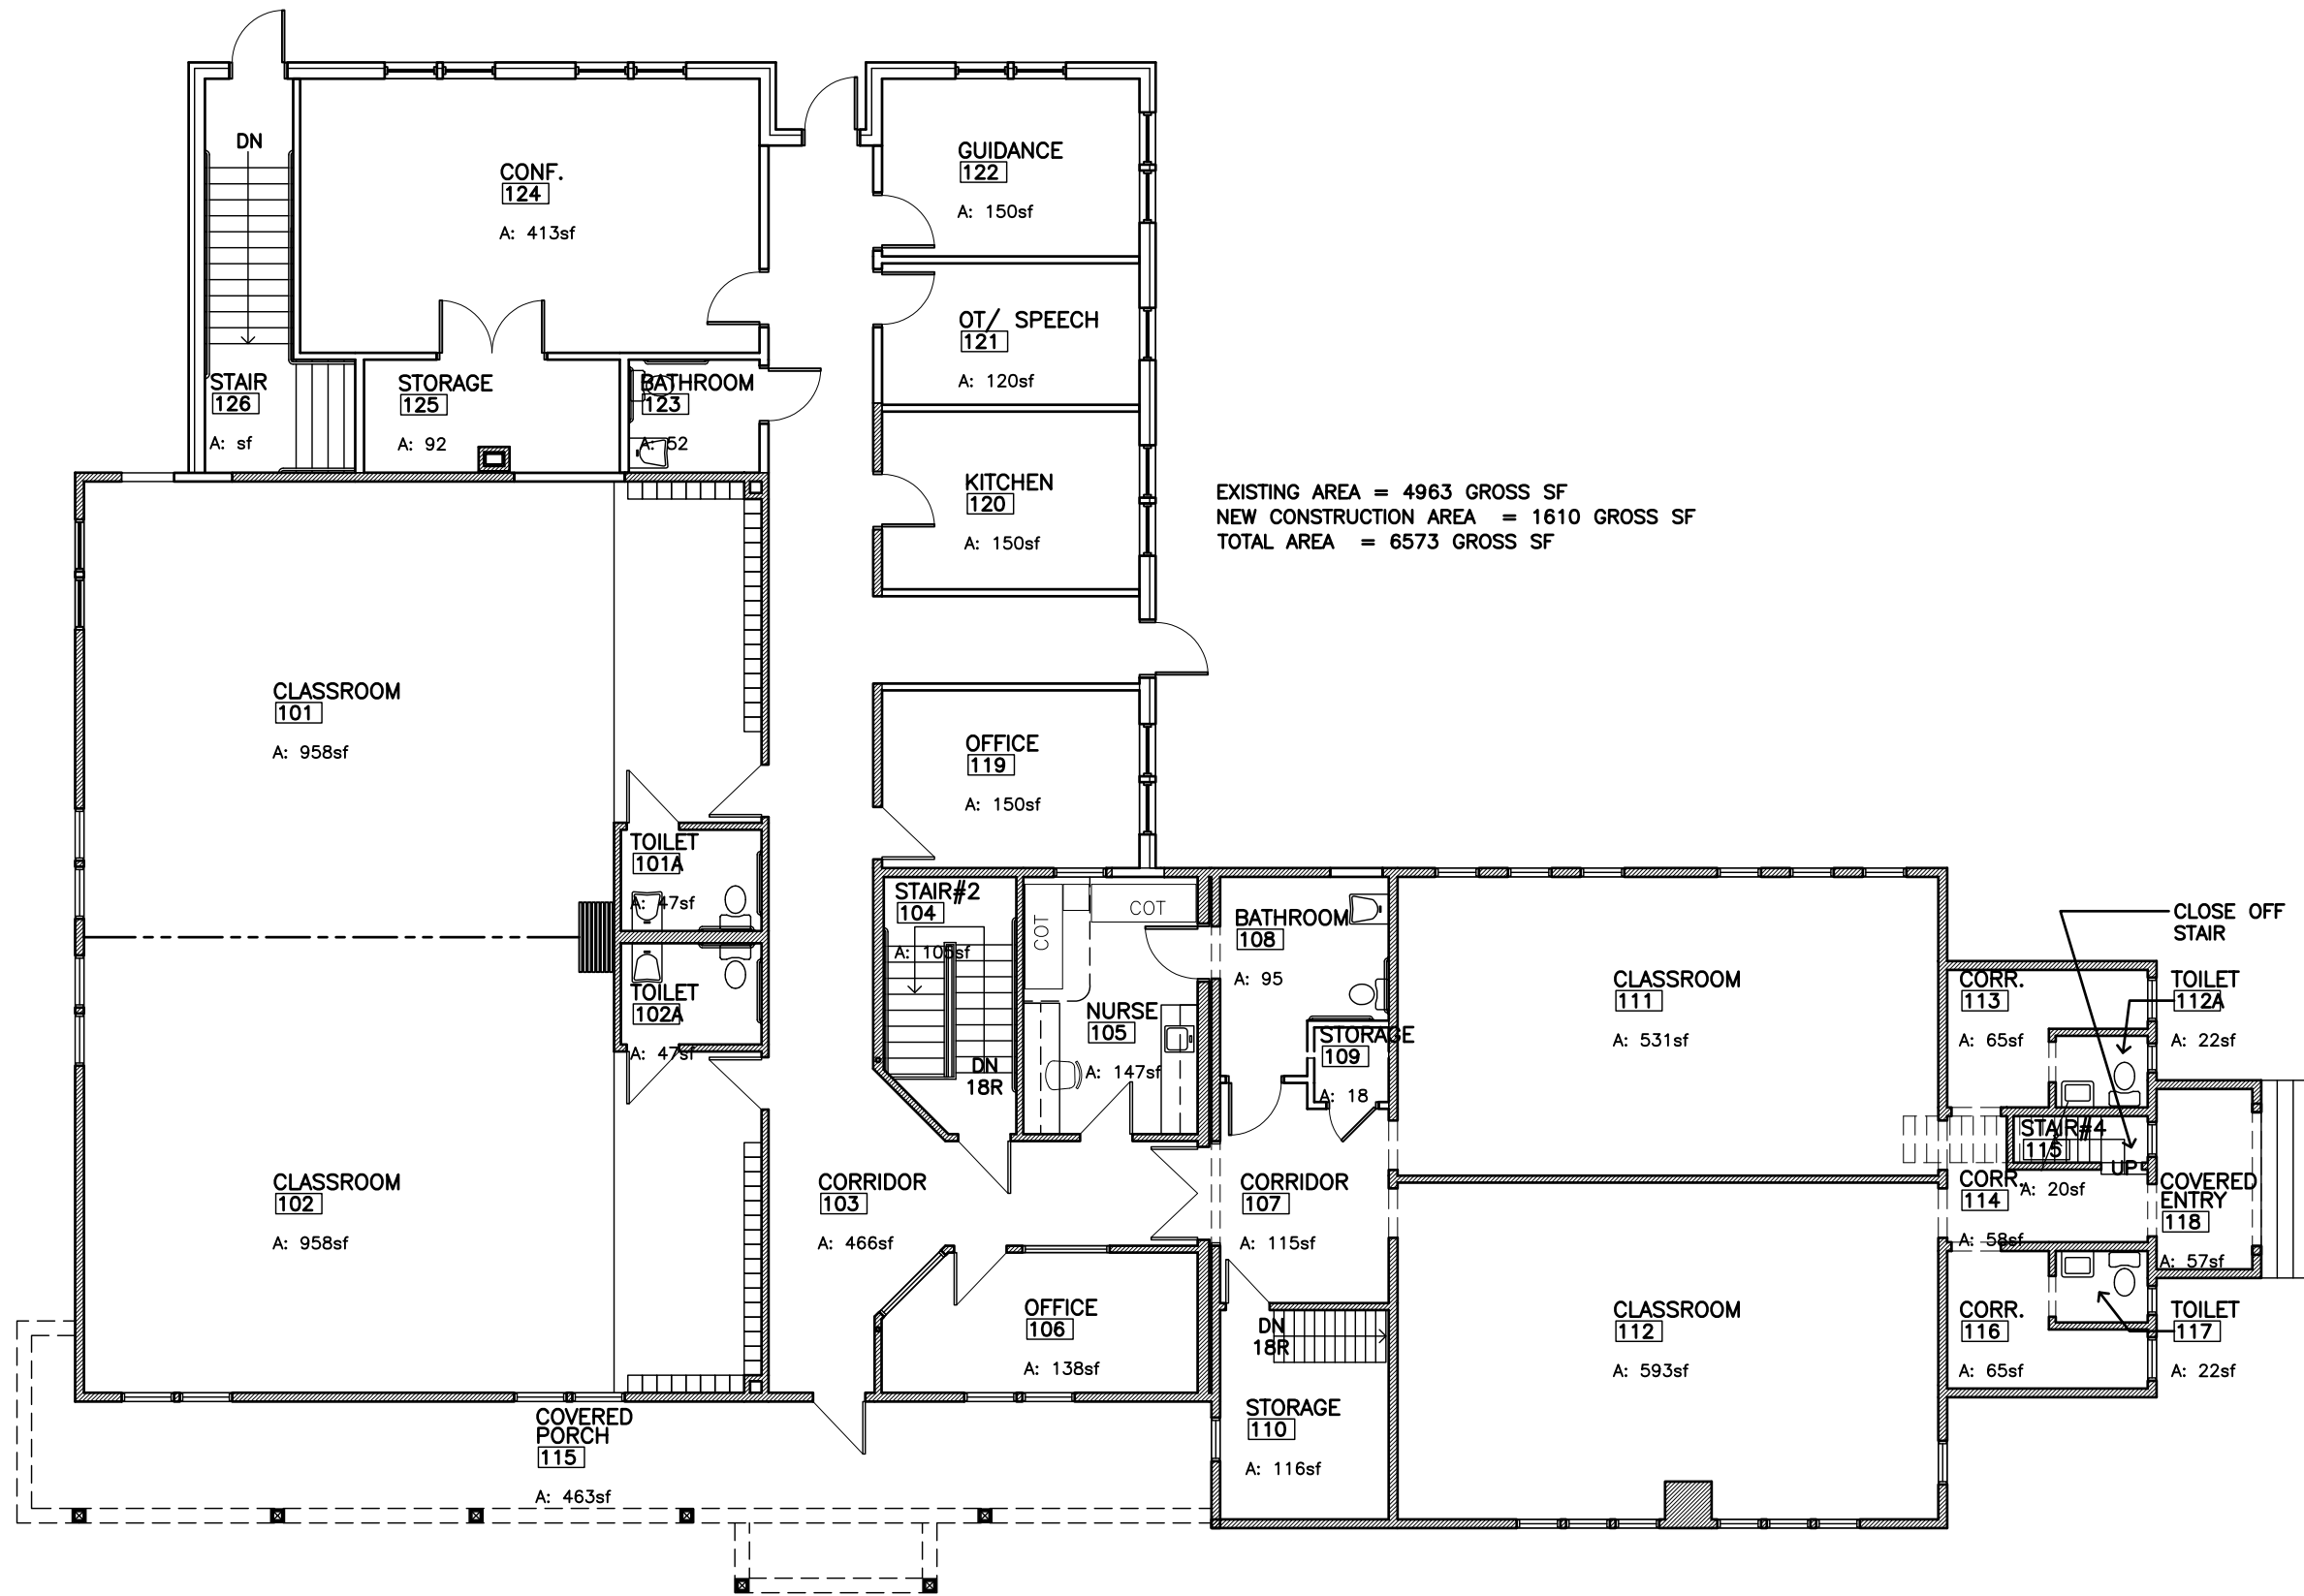 DN
CONF.
124
A: 413sf
GUIDANCE
122
A: 150sf
OT/ SPEECH
121
A: 120sf
STAIR
126
A: sf
STORAGE
125
A: 92
BATHROOM
123
A: 52
KITCHEN
120
A: 150sf
EXISTING AREA = 4963 GROSS SF
NEW CONSTRUCTION AREA = 1610 GROSS SF
TOTAL AREA = 6573 GROSS SF
CLASSROOM
101
A: 958sf
OFFICE
119
A: 150sf
TOILET
101A
A: 47sf
STAIR#2
104
A: 105sf
COT
COT
BATHROOM
108
A: 95
CLOSE OFF
STAIR
TOILET
102A
A: 47sf
NURSE
105
A: 147sf
DN
18R
STORAGE
109
A: 18
CLASSROOM
111
A: 531sf
CORR.
113
A: 65sf
TOILET
112A
A: 22sf
STAIR#4
115
UP
A: 20sf
CLASSROOM
102
A: 958sf
CORRIDOR
103
A: 466sf
CORRIDOR
107
A: 115sf
CORR.
114
A: 58sf
COVERED
ENTRY
118
A: 57sf
OFFICE
106
A: 138sf
DN
18R
CLASSROOM
112
A: 593sf
CORR.
116
A: 65sf
TOILET
117
A: 22sf
COVERED
PORCH
115
A: 463sf
STORAGE
110
A: 116sf